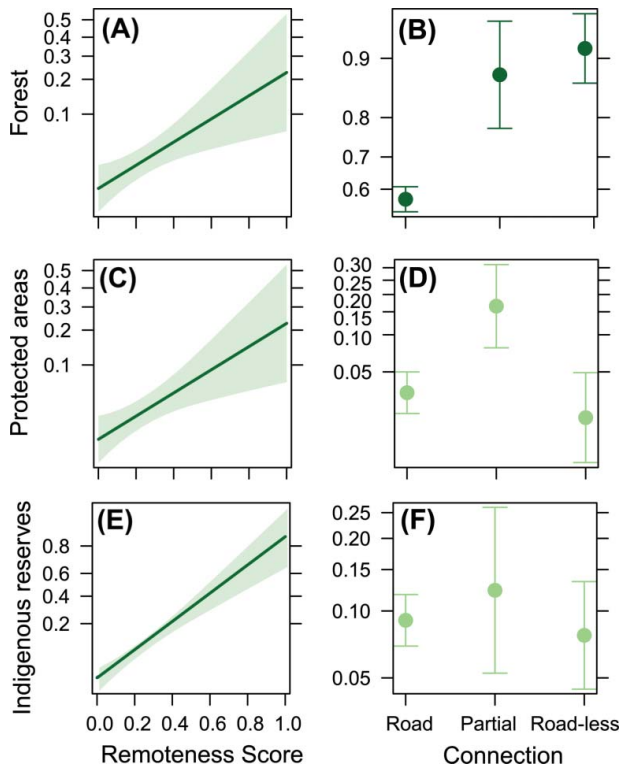 (A)
Forest
0.5
0.4
0.3
0.2
0.1
(B)
0.9
0.8
0.7
0.6
(C)
Protected areas
0.5
0.4
0.3
0.2
0.1
(D)
0.30
0.25
0.20
0.15
0.10
0.05
(E)
Indigenous reserves
0.8
0.6
0.4
0.2
0.0 0.2 0.4 0.6 0.8 1.0
Remoteness Score
(F)
0.25
0.20
0.15
0.10
0.05
Road Partial Road-less
Connection